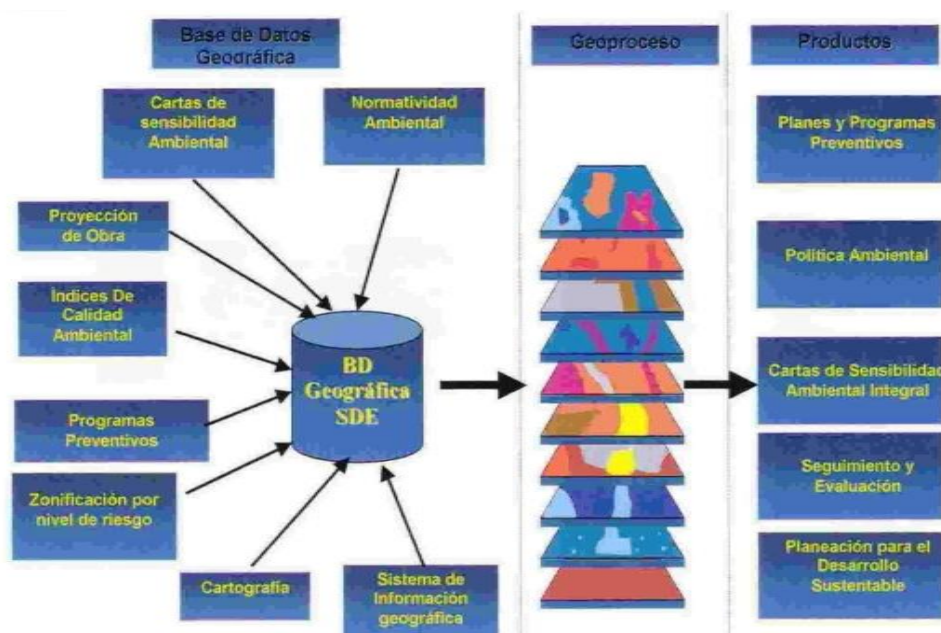 Base de Datos
Geográfica
Cartas de
sensibilidad
Ambiental
Normatividad
Ambiental
Proyección
de Obra
Índices De
Calidad
Ambiental
Programas
Preventivos
Zonificación por
nivel de riesgo
Cartografía
Sistema de
Información
geográfica
BD
Geográfica
SDE
Geoproceso
Productos
Planes y Programas
Preventivos
Política Ambiental
Cartas de Sensibilidad
Ambiental Integral
Seguimiento y
Evaluación
Planeación para el
Desarrollo
Sustentable